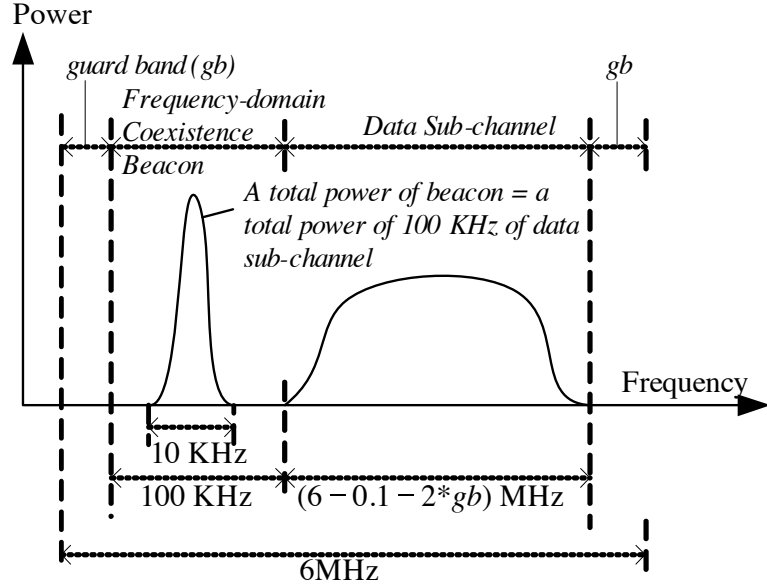 Power
guard band (gb)
gb
Frequency-domain
Coexistence
Beacon
Data Sub-channel
A total power of beacon = a
total power of 100 KHz of data
sub-channel
Frequency
10 KHz
100 KHz
(6 − 0.1 − 2*gb) MHz
6MHz